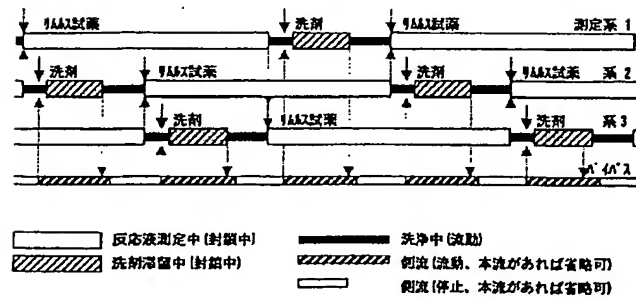 リムルス試薬 洗剤 リムルス試薬 測定系 1
洗剤 リムルス試薬 洗剤 リムルス試薬 系 2
洗剤 リムルス試薬 洗剤 系 3
バイパス
反応液測定中(封鎖中) 洗浄中(流動)
洗剤滞留中(封鎖中) 側流(流動、本流があれば省略可)
側流(停止、本流があれば省略可)